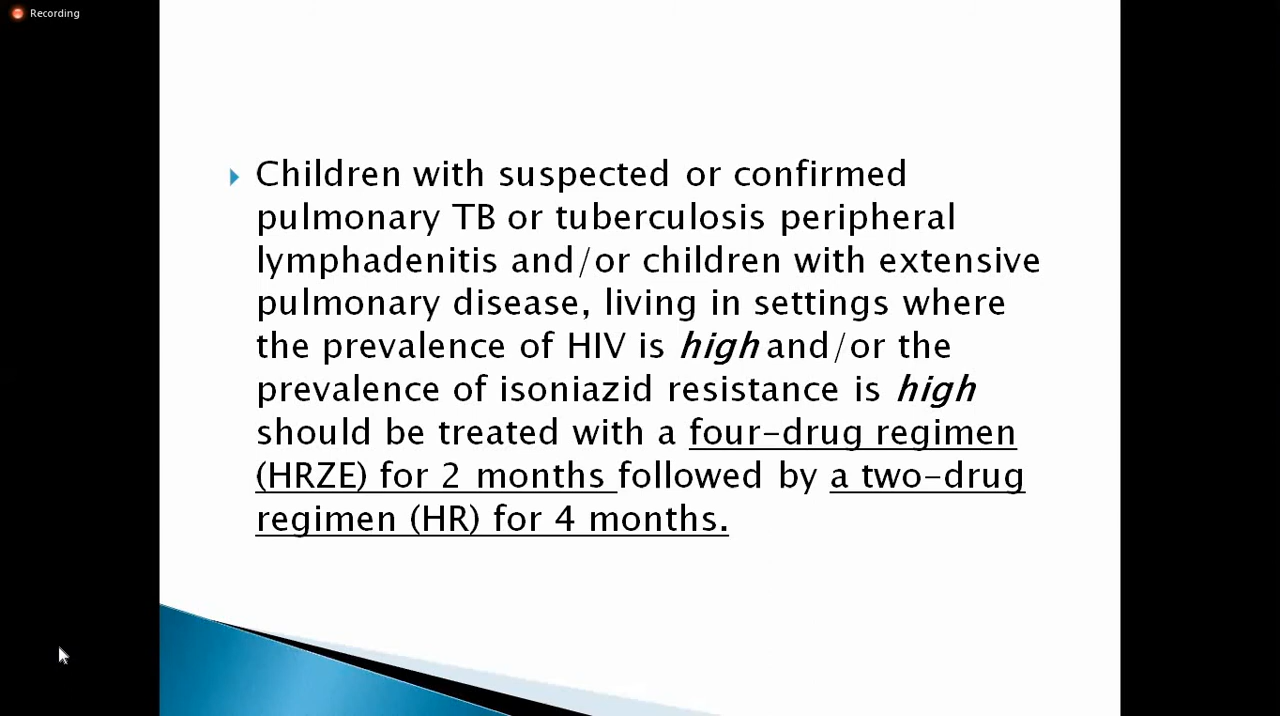 Recording
Children with suspected or confirmed
pulmonary TB or tuberculosis peripheral
lymphadenitis and/or children with extensive
pulmonary disease, living in settings where
the prevalence of HIV is high and/or the
prevalence of isoniazid resistance is high
should be treated with a four-drug regimen
(HRZE) for 2 months followed by a two-drug
regimen (HR) for 4 months.